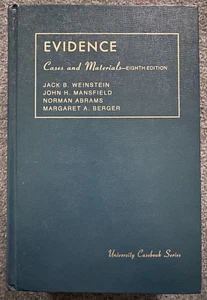 EVIDENCE
Cases and Materials—EIGHTH EDITION
JACK B. WEINSTEIN
JOHN H. MANSFIELD
NORMAN ABRAMS
MARGARET A. BERGER
University Casebook Series